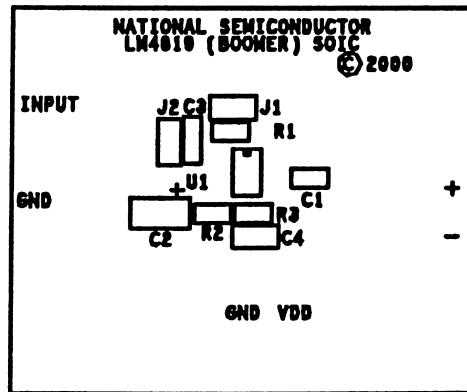 NATIONAL SEMICONDUCTOR
LM4819 (BOOMER) SOIC
© 2000
INPUT
J2 C3 J1
R1
+ U1
GND
C1
+
R2 R3
C2 C4
-
GND VDD